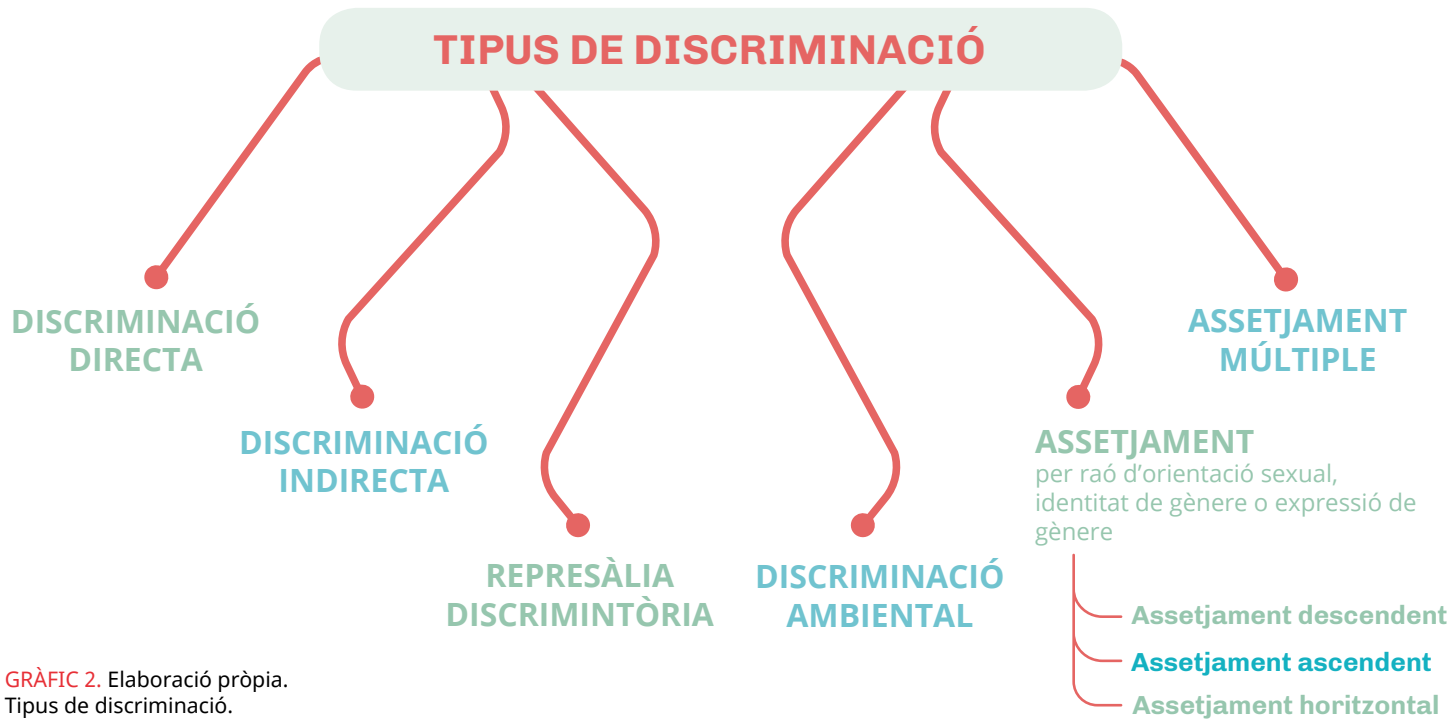 TIPUS DE DISCRIMINACIÓ
DISCRIMINACIÓ
DIRECTA
DISCRIMINACIÓ
INDIRECTA
REPRESÀLIA
DISCRIMINTÒRIA
DISCRIMINACIÓ
AMBIENTAL
ASSETJAMENT
per raó d’orientació sexual,
identitat de gènere o expressió de
gènere
Assetjament descendent
Assetjament ascendent
Assetjament horitzontal
ASSETJAMENT
MÚLTIPLE
GRÀFIC 2. Elaboració pròpia.
Tipus de discriminació.